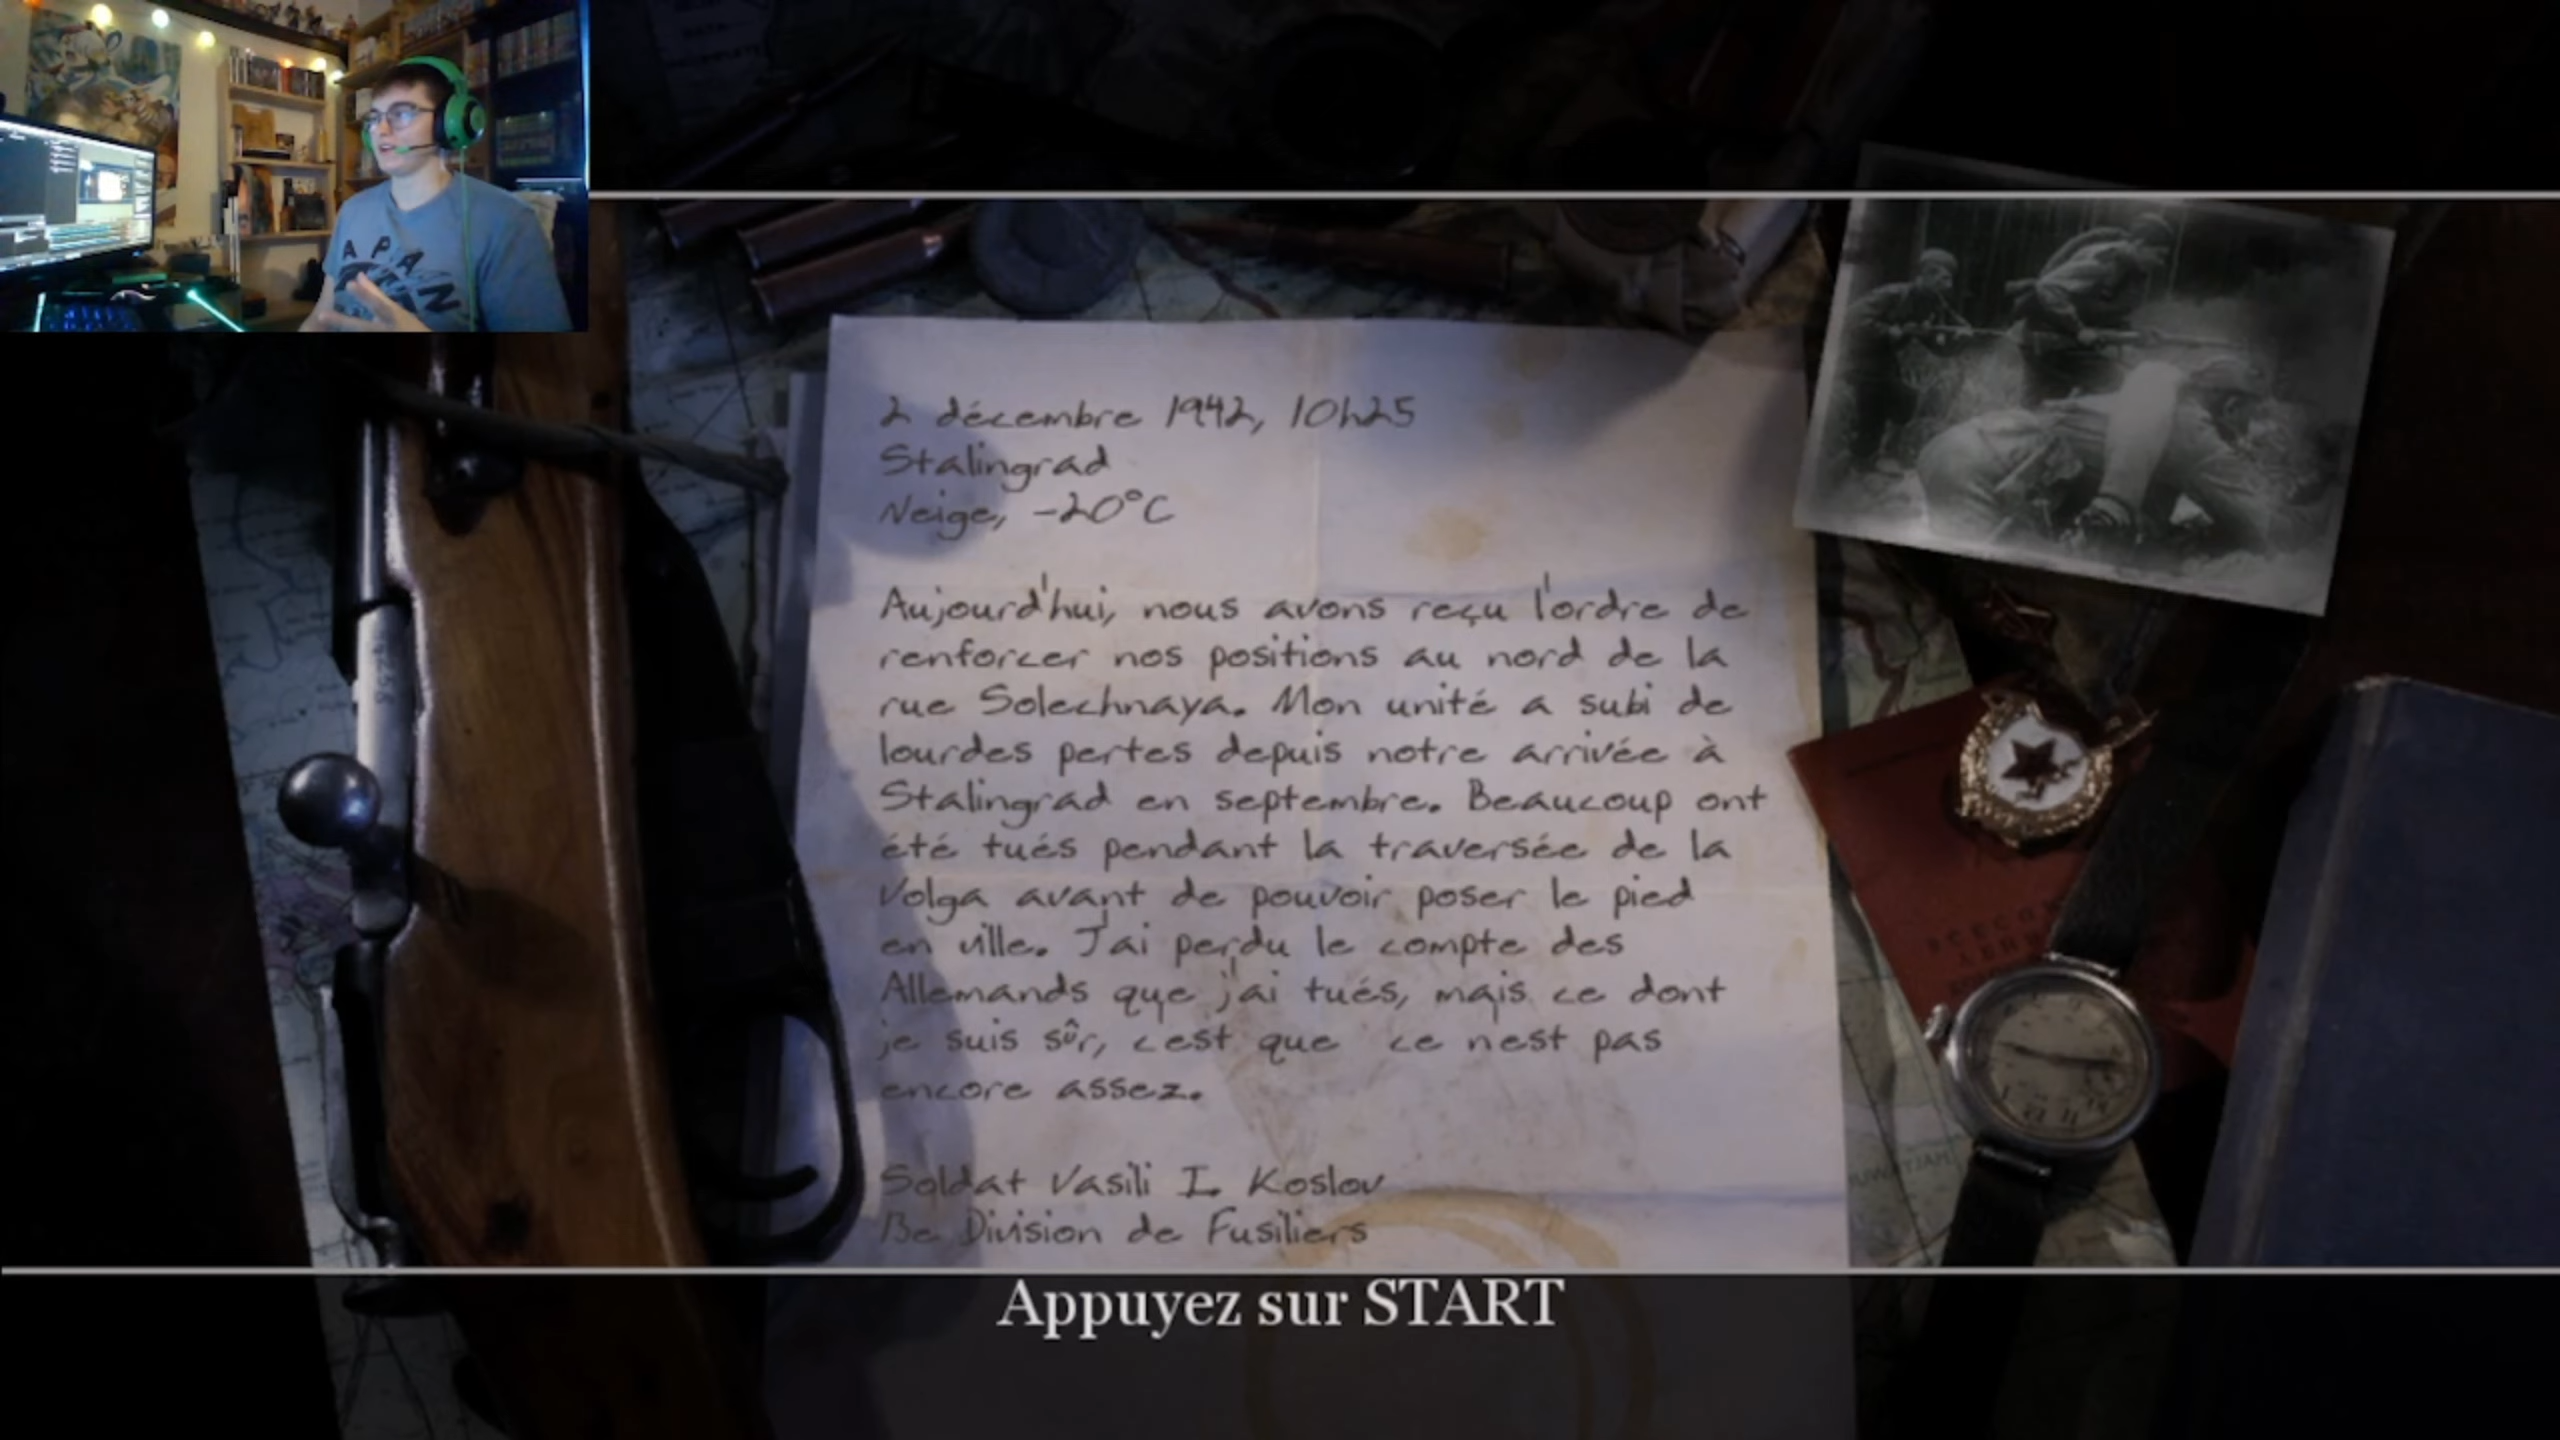 APAN
2 décembre 1942, 10h25
Stalingrad
Neige, -20°C
Aujourd'hui, nous avons reçu l'ordre de
renforcer nos positions au nord de la
rue Solechnaya. Mon unité a subi de
lourdes pertes depuis notre arrivée à
Stalingrad en septembre. Beaucoup ont
été tués pendant la traversée de la
Volga avant de pouvoir poser le pied
en ville. J'ai perdu le compte des
Allemands que j'ai tués, mais ce dont
je suis sûr, cest que ce nest pas
encore assez.
Soldat Vasili I. Koslov
13e Division de Fusiliers
Appuyez sur START